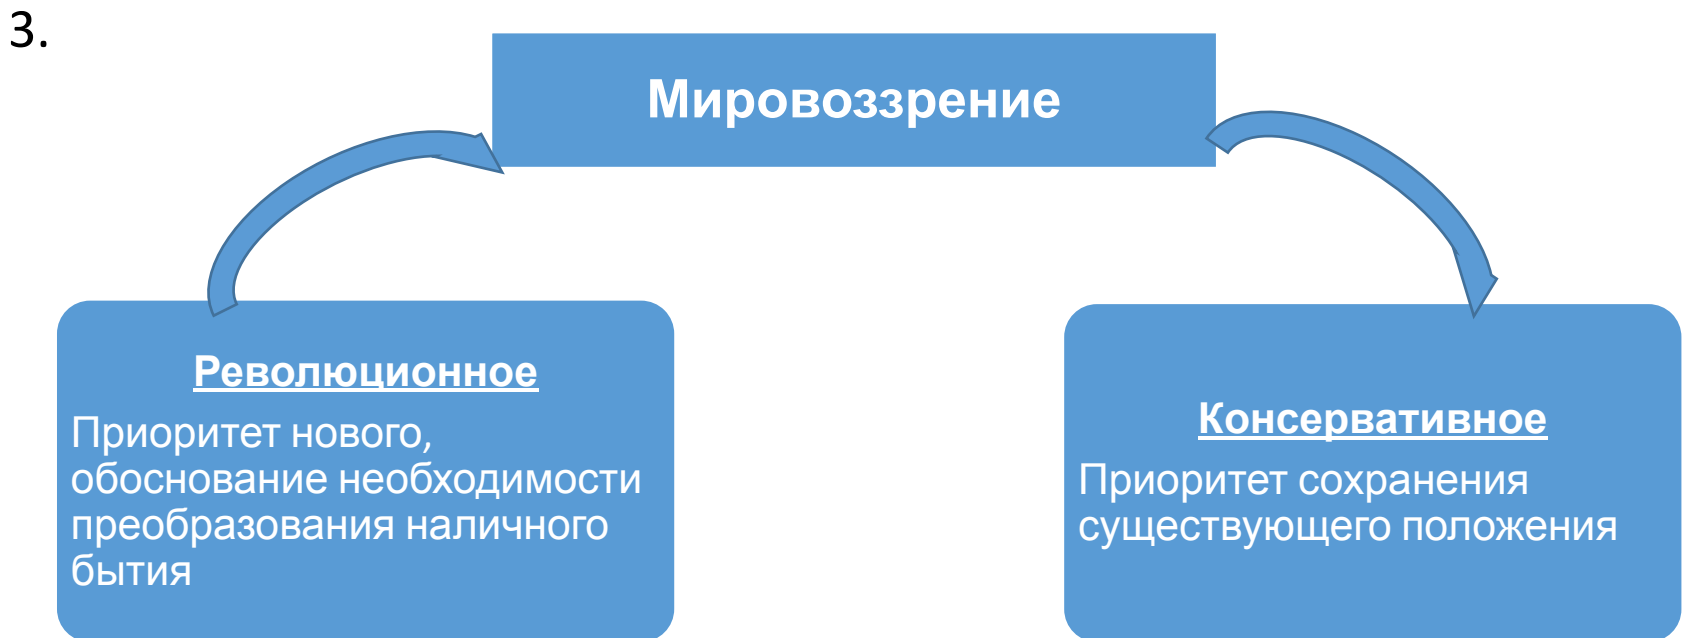 3.
Мировоззрение
Революционное
Приоритет нового,
обоснование необходимости
преобразования наличного
бытия
Консервативное
Приоритет сохранения
существующего положения